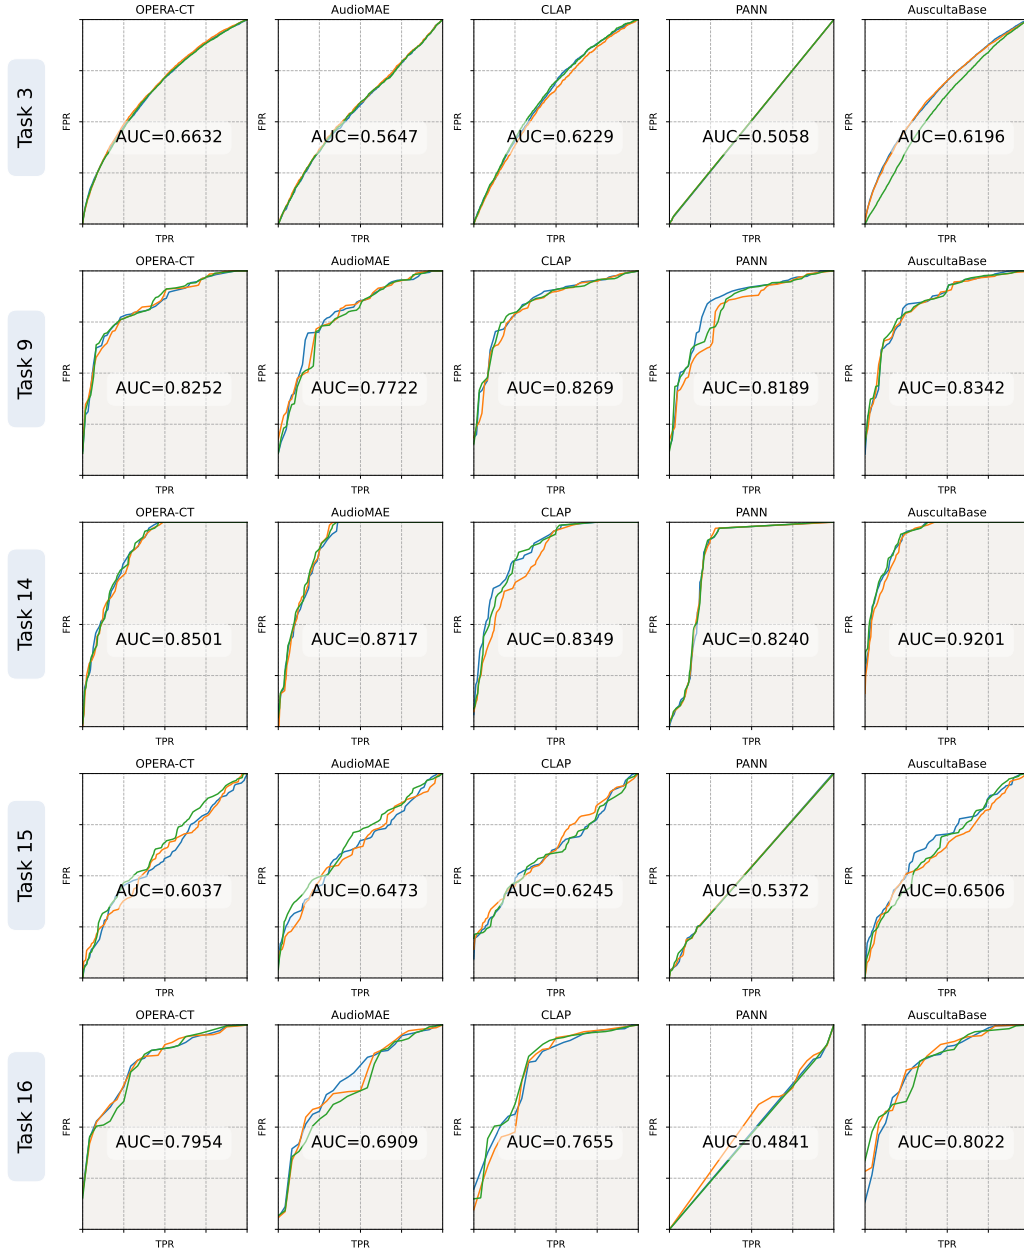 OPERA-CT AudioMAE CLAP PANN AuscultaBase
Task 3
FPR FPR FPR FPR FPR
AUC=0.6632 AUC=0.5647 AUC=0.6229 AUC=0.5058 AUC=0.6196
TPR TPR TPR TPR TPR
OPERA-CT AudioMAE CLAP PANN AuscultaBase
Task 9
FPR FPR FPR FPR FPR
AUC=0.8252 AUC=0.7722 AUC=0.8269 AUC=0.8189 AUC=0.8342
TPR TPR TPR TPR TPR
OPERA-CT AudioMAE CLAP PANN AuscultaBase
Task 14
FPR FPR FPR FPR FPR
AUC=0.8501 AUC=0.8717 AUC=0.8349 AUC=0.8240 AUC=0.9201
TPR TPR TPR TPR TPR
OPERA-CT AudioMAE CLAP PANN AuscultaBase
Task 15
FPR FPR FPR FPR FPR
AUC=0.6037 AUC=0.6473 AUC=0.6245 AUC=0.5372 AUC=0.6506
TPR TPR TPR TPR TPR
OPERA-CT AudioMAE CLAP PANN AuscultaBase
Task 16
FPR FPR FPR FPR FPR
AUC=0.7954 AUC=0.6909 AUC=0.7655 AUC=0.4841 AUC=0.8022
TPR TPR TPR TPR TPR